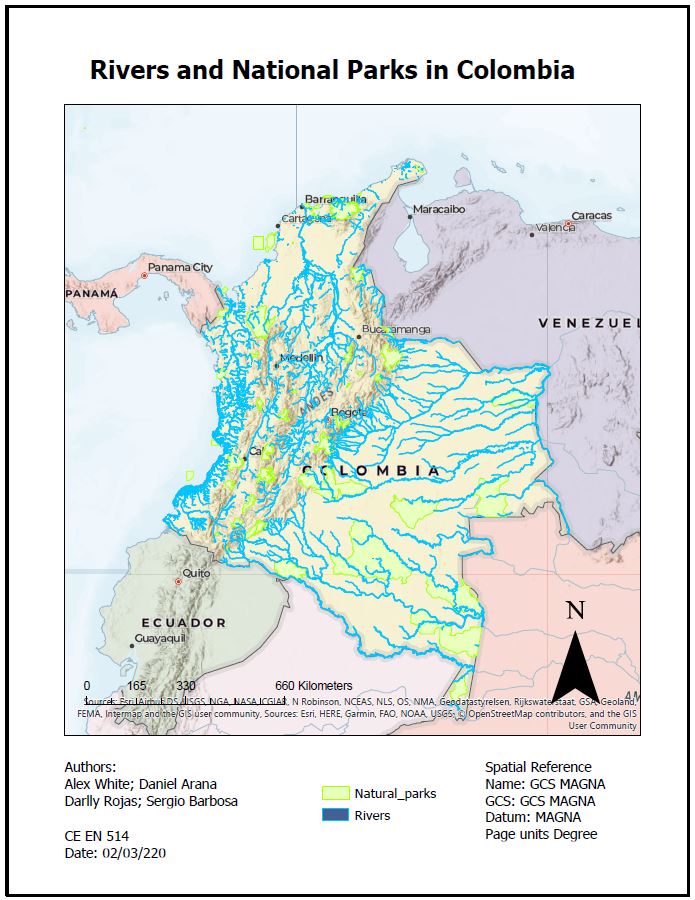 Rivers and National Parks in Colombia
Barranquilla
Cartagena
Maracaibo
Caracas
Valencia
Panama City
PANAMÁ
VENEZUEL
Bucaramanga
Medellín
ANDES
Bogota
Cal
COLOMBIA
Quito
ECUADOR
Guayaquil
N
0 165 330 660 Kilometers
AM
Sources: Esri, Airbus DS, USGS, NGA, NASA, CGIAR, N Robinson, NCEAS, NLS, OS, NMA, Geodatastyrelsen, Rijkswaterstaat, GSA, Geoland,
FEMA, Intermap and the GIS user community, Sources: Esri, HERE, Garmin, FAO, NOAA, USGS, © OpenStreetMap contributors, and the GIS
User Community
Authors:
Alex White; Daniel Arana
Darlly Rojas; Sergio Barbosa
CE EN 514
Date: 02/03/220
Natural_parks
Rivers
Spatial Reference
Name: GCS MAGNA
GCS: GCS MAGNA
Datum: MAGNA
Page units Degree